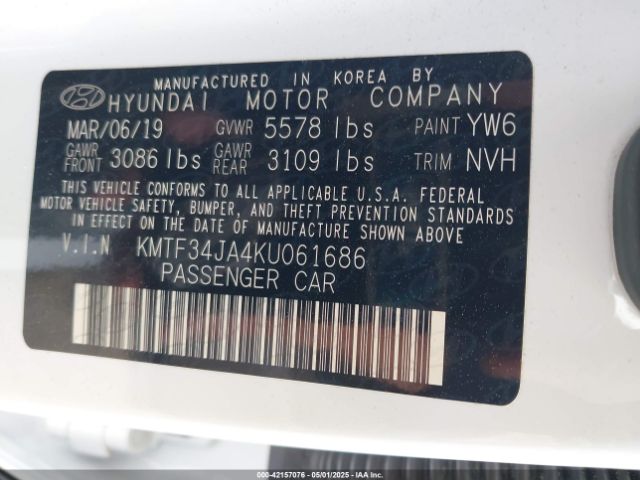 MANUFACTURED IN KOREA BY
HYUNDAI MOTOR COMPANY
MAR/06/19 GVWR 5578 lbs PAINT YW6
GAWR FRONT 3086 lbs GAWR REAR 3109 lbs TRIM NVH
THIS VEHICLE CONFORMS TO ALL APPLICABLE U.S.A. FEDERAL
MOTOR VEHICLE SAFETY, BUMPER, AND THEFT PREVENTION STANDARDS
IN EFFECT ON THE DATE OF MANUFACTURE SHOWN ABOVE
V.I.N KMTF34JA4KU061686
PASSENGER CAR
000-42157076 - 05/01/2025 - IAAI.COM